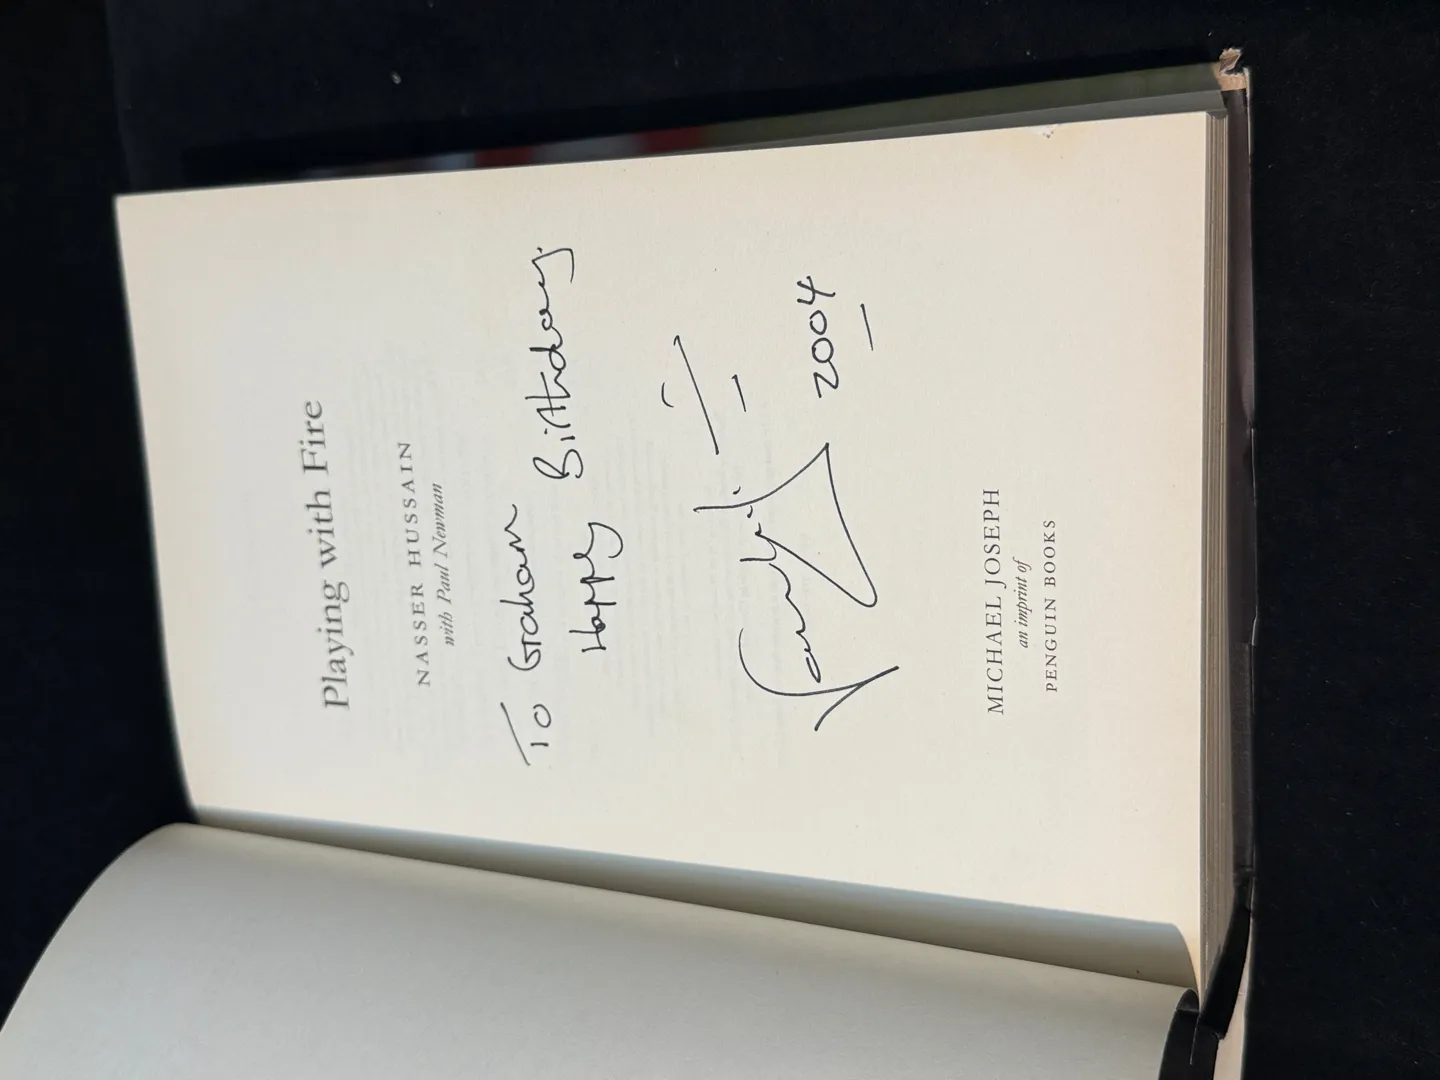 Playing with Fire
NASSER HUSSAIN
with Paul Newman
To Graham
Happy Birthday.
2004
MICHAEL JOSEPH
an imprint of
PENGUIN BOOKS